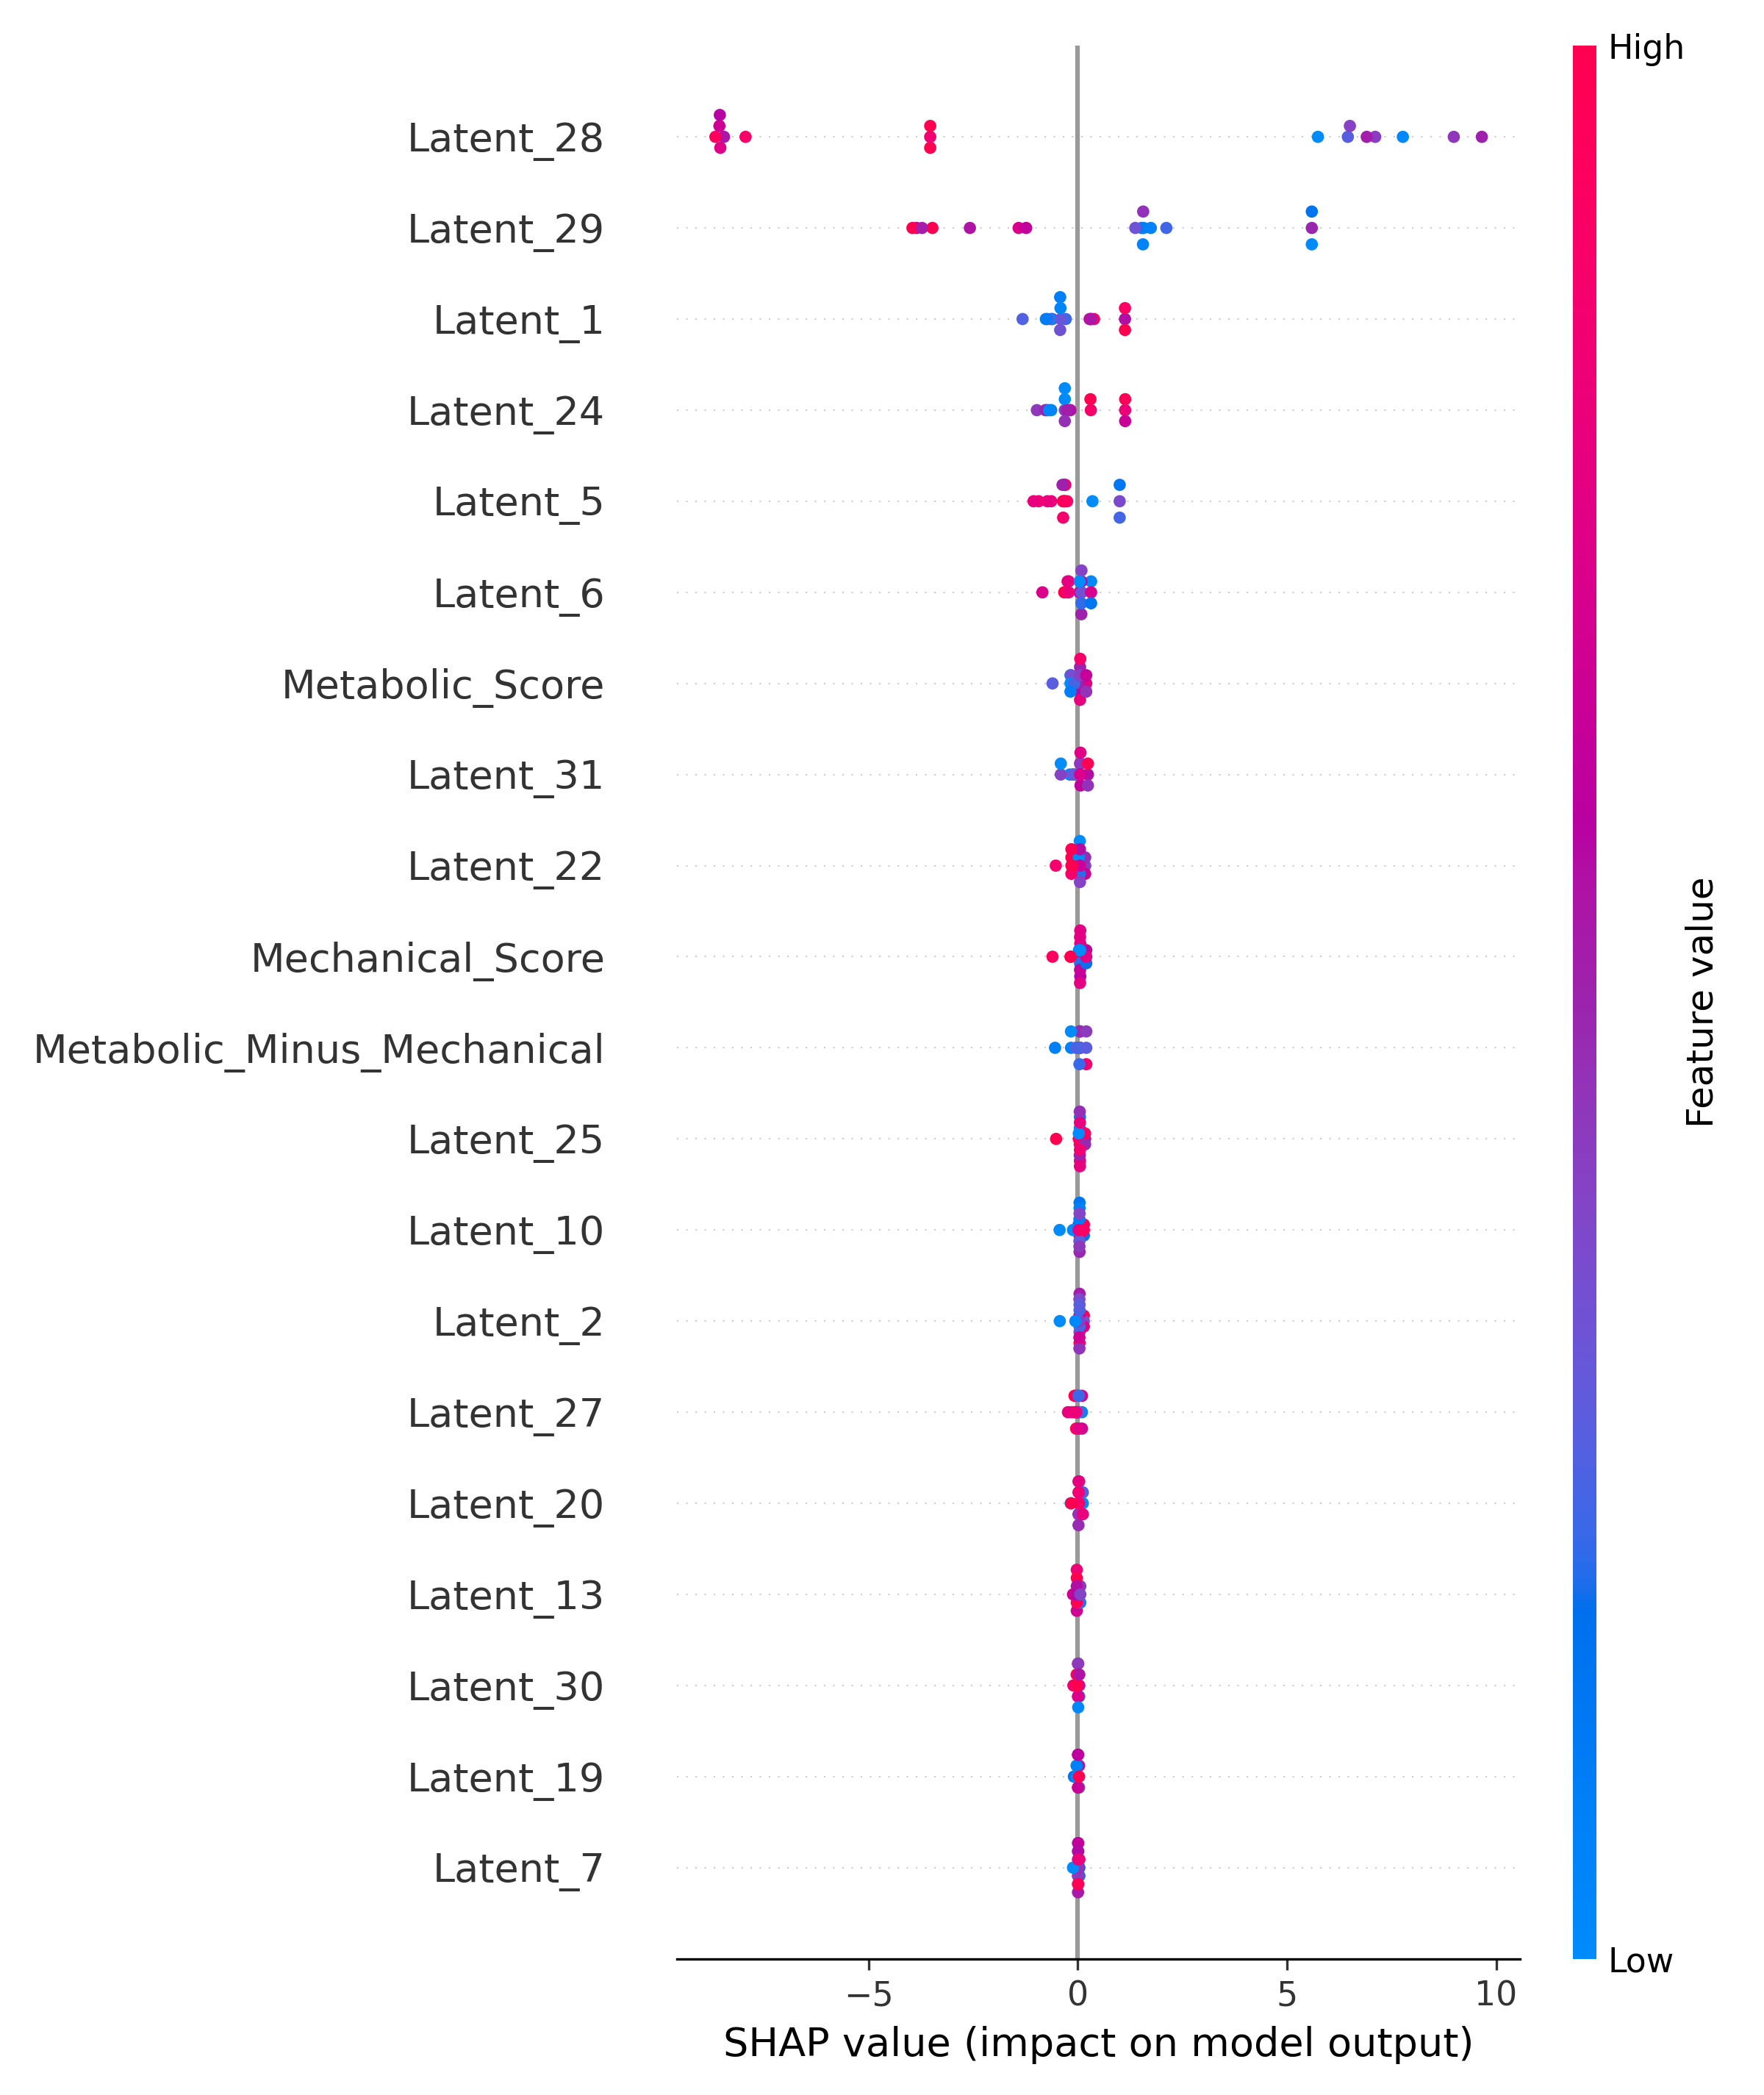 High
Latent_28
Latent_29
Latent_1
Latent_24
Latent_5
Latent_6
Metabolic_Score
Latent_31
Latent_22
Mechanical_Score
Metabolic_Minus_Mechanical
Latent_25
Latent_10
Latent_2
Latent_27
Latent_20
Latent_13
Latent_30
Latent_19
Latent_7
Feature value
Low
−5 0 5 10
SHAP value (impact on model output)